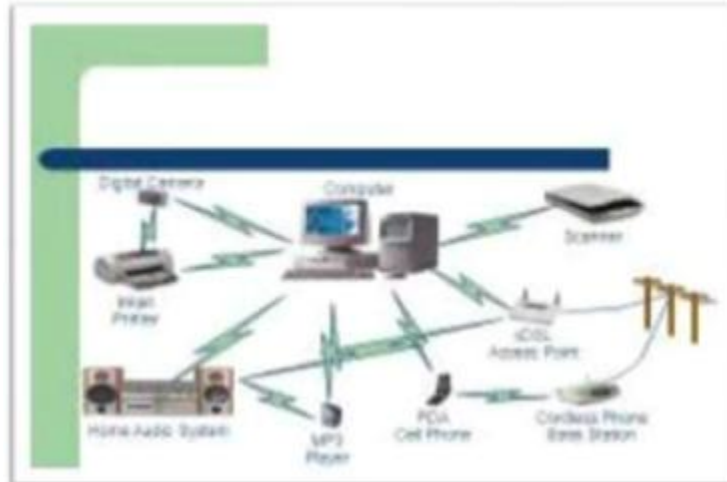 Digital Camera
Computer
Scanner
Inkjet
Printer
xDSL
Access Point
Home Audio System
MP3
Player
PDA
Cell Phone
Cordless Phone
Base Station